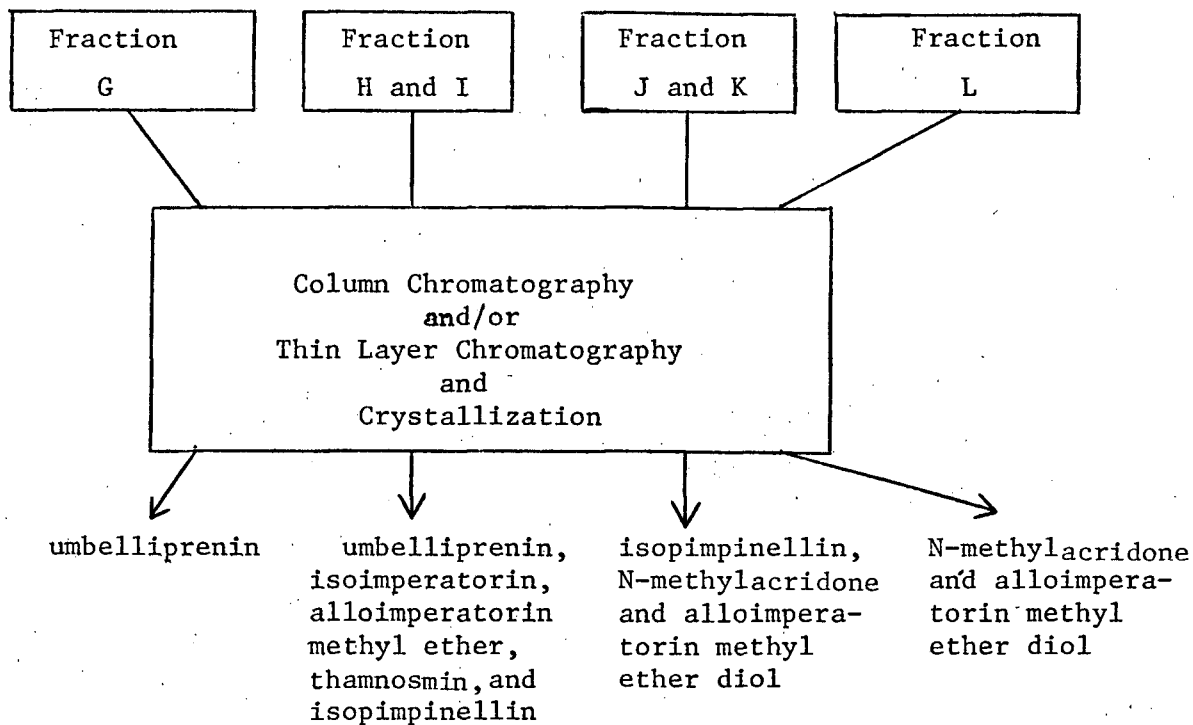 Fraction
G
Fraction
H and I
Fraction
J and K
Fraction
L
Column Chromatography
and/or
Thin Layer Chromatography
and
Crystallization
umbelliprenin
umbelliprenin,
isoimperatorin,
alloimperatorin
methyl ether,
thamnosmin, and
isopimpinellin
isopimpinellin,
N-methylacridone
and alloimpera-
torin methyl
ether diol
N-methylacridone
and alloimpera-
torin methyl
ether diol